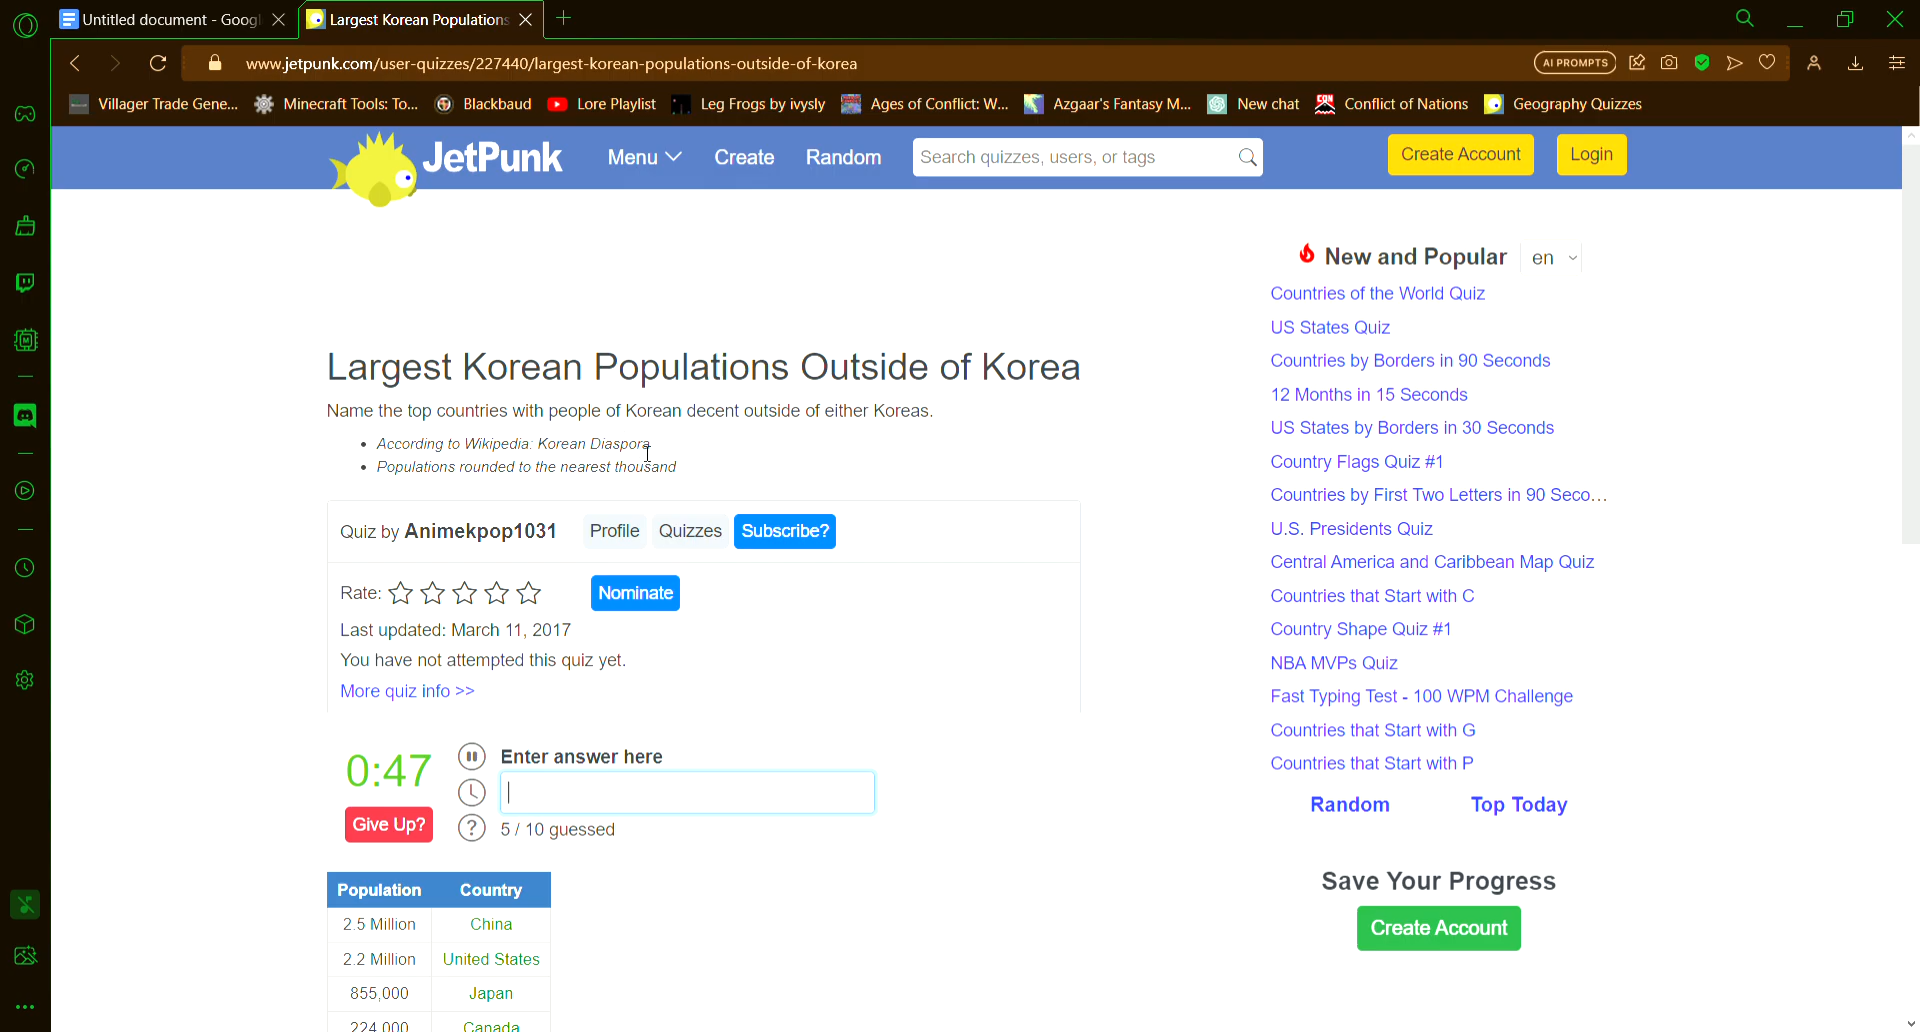 Untitled document - Goog
Largest Korean Populations
www.jetpunk.com/user-quizzes/227440/largest-korean-populations-outside-of-korea
AI PROMPTS
Villager Trade Gene...
Minecraft Tools: To...
Blackbaud
Lore Playlist
Leg Frogs by ivysly
Ages of Conflict: W...
Azgaar's Fantasy M...
New chat
Conflict of Nations
Geography Quizzes
JetPunk
Menu
Create
Random
Search quizzes, users, or tags
Create Account
Login
Largest Korean Populations Outside of Korea
Name the top countries with people of Korean decent outside of either Koreas.
• According to Wikipedia: Korean Diaspora
• Populations rounded to the nearest thousand
Quiz by Animekpop1031
Profile
Quizzes
Subscribe?
Rate:
Nominate
Last updated: March 11, 2017
You have not attempted this quiz yet.
More quiz info >>
0:47
Give Up?
Enter answer here
5 / 10 guessed
Population Country
2.5 Million China
2.2 Million United States
855,000 Japan
224,000 Canada
New and Popular
en
Countries of the World Quiz
US States Quiz
Countries by Borders in 90 Seconds
12 Months in 15 Seconds
US States by Borders in 30 Seconds
Country Flags Quiz #1
Countries by First Two Letters in 90 Seco...
U.S. Presidents Quiz
Central America and Caribbean Map Quiz
Countries that Start with C
Country Shape Quiz #1
NBA MVPs Quiz
Fast Typing Test - 100 WPM Challenge
Countries that Start with G
Countries that Start with P
Random
Top Today
Save Your Progress
Create Account